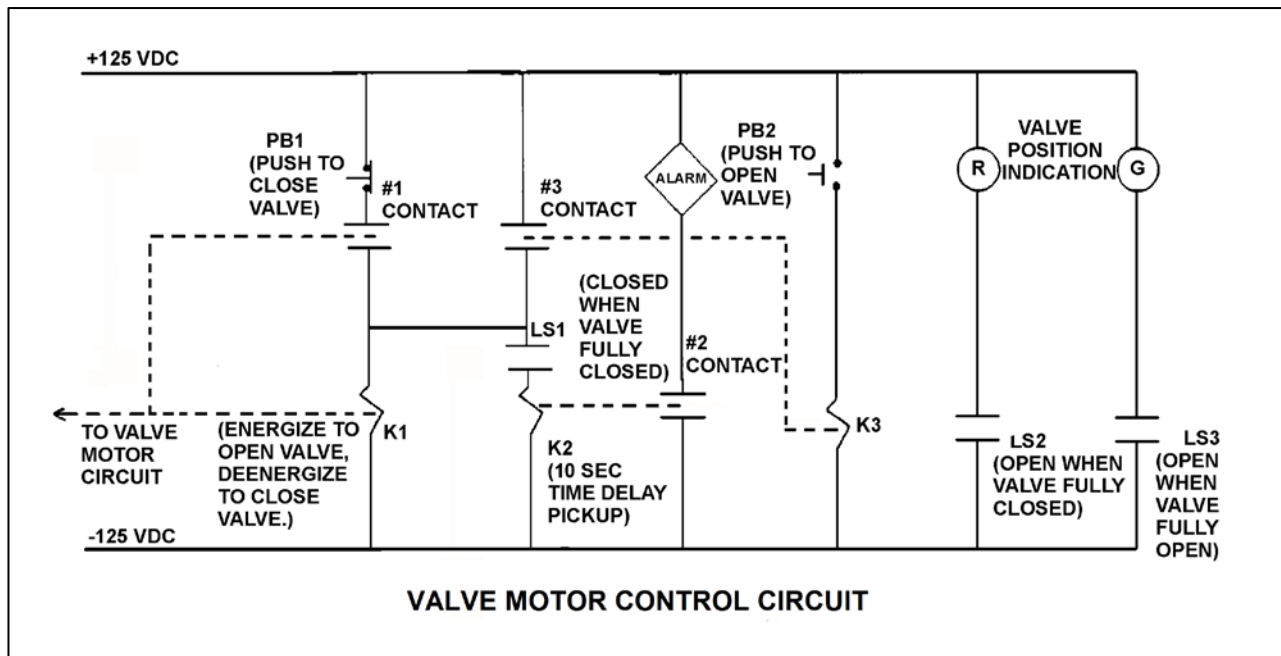 +125 VDC
PB1
(PUSH TO
CLOSE
VALVE)
#1
CONTACT
#3
CONTACT
ALARM
PB2
(PUSH TO
OPEN
VALVE)
VALVE
POSITION
INDICATION
R
G
(CLOSED
WHEN
VALVE
FULLY
CLOSED)
LS1
#2
CONTACT
TO VALVE
MOTOR
CIRCUIT
(ENERGIZE TO
OPEN VALVE,
DEENERGIZE
TO CLOSE
VALVE.)
K1
K2
(10 SEC
TIME DELAY
PICKUP)
K3
LS2
(OPEN WHEN
VALVE FULLY
CLOSED)
LS3
(OPEN
WHEN
VALVE
FULLY
OPEN)
-125 VDC
VALVE MOTOR CONTROL CIRCUIT